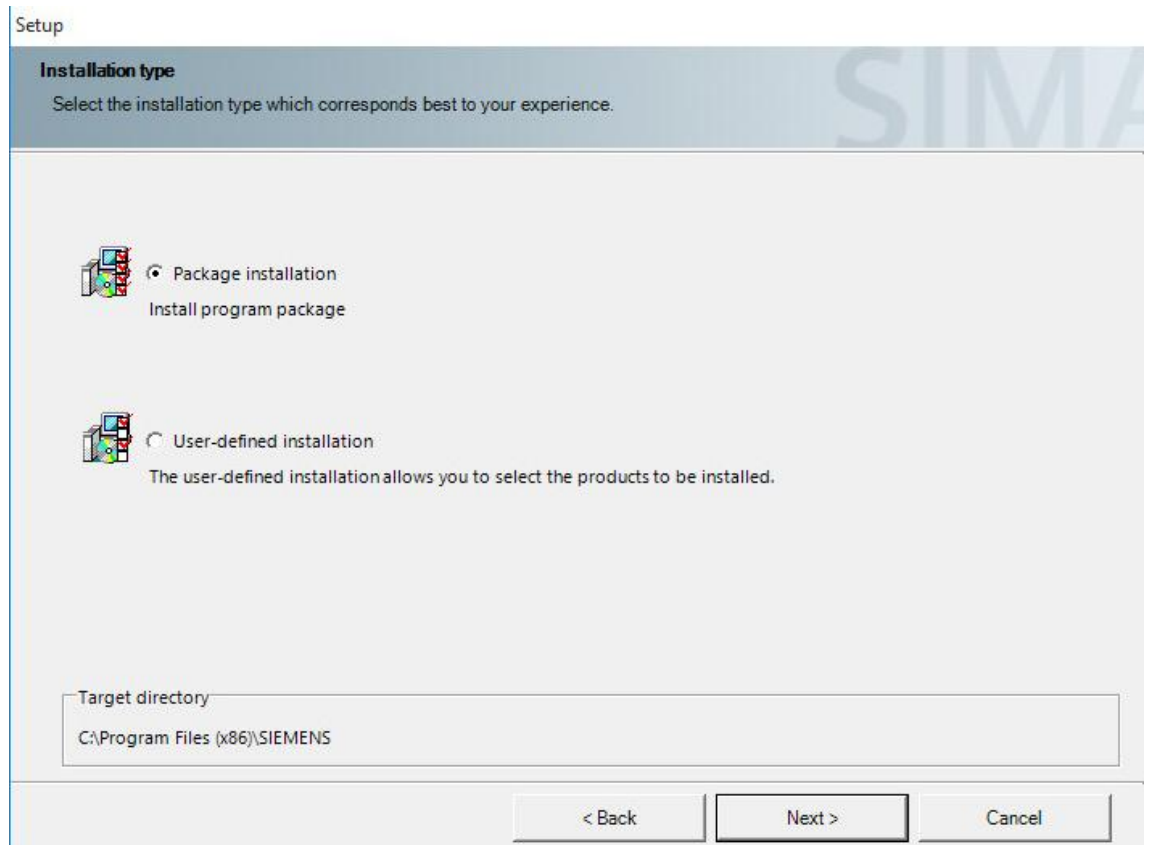 Setup
Installation type
Select the installation type which corresponds best to your experience.
SIMA
Package installation
Install program package
User-defined installation
The user-defined installation allows you to select the products to be installed.
Target directory
C:\Program Files (x86)\SIEMENS
< Back
Next >
Cancel